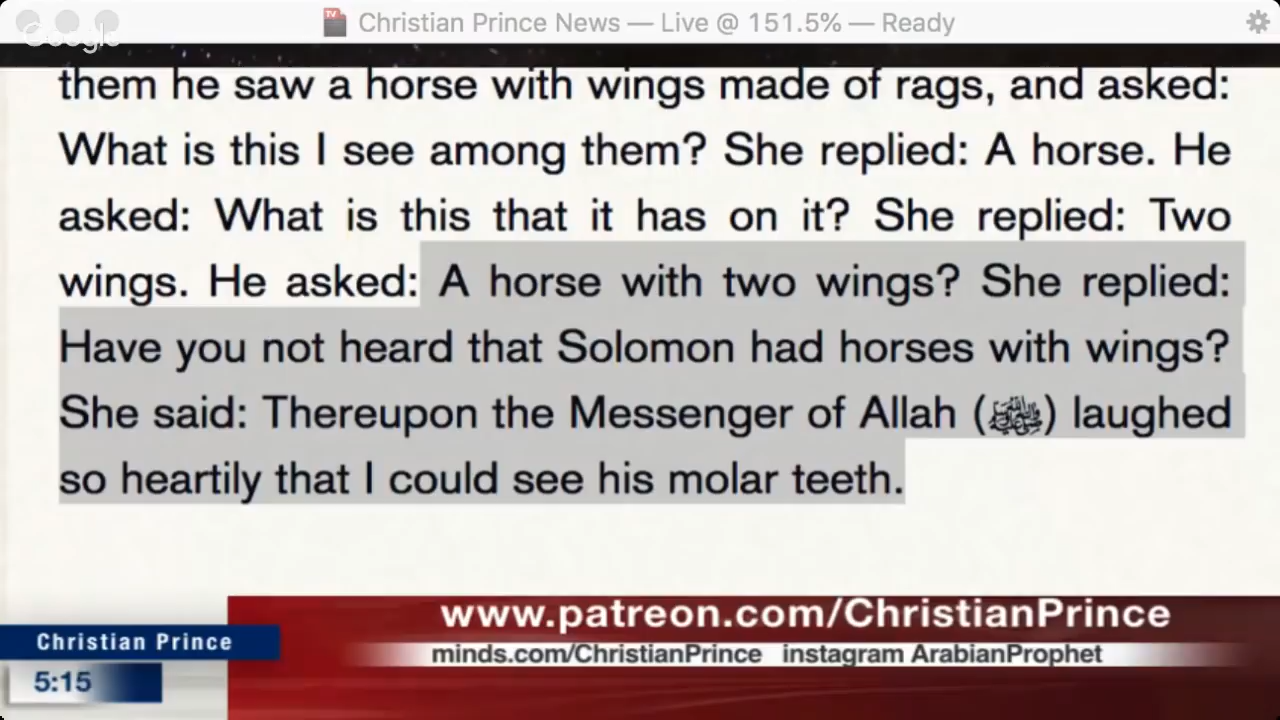 Christian Prince News — Live @ 151.5% — Ready
Google
them he saw a horse with wings made of rags, and asked:
What is this I see among them? She replied: A horse. He
asked: What is this that it has on it? She replied: Two
wings. He asked: A horse with two wings? She replied:
Have you not heard that Solomon had horses with wings?
She said: Thereupon the Messenger of Allah (ﷺ) laughed
so heartily that I could see his molar teeth.
www.patreon.com/ChristianPrince
Christian Prince
minds.com/ChristianPrince instagram ArabianProphet
5:15